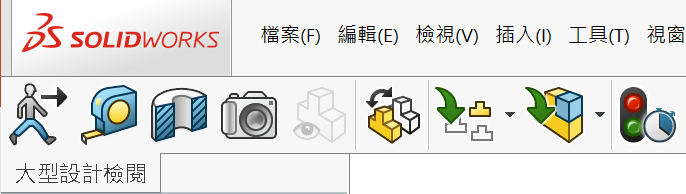 SOLIDWORKS 檔案(F) 編輯(E) 檢視(V) 插入(I) 工具(T) 視窗
大型設計檢閱